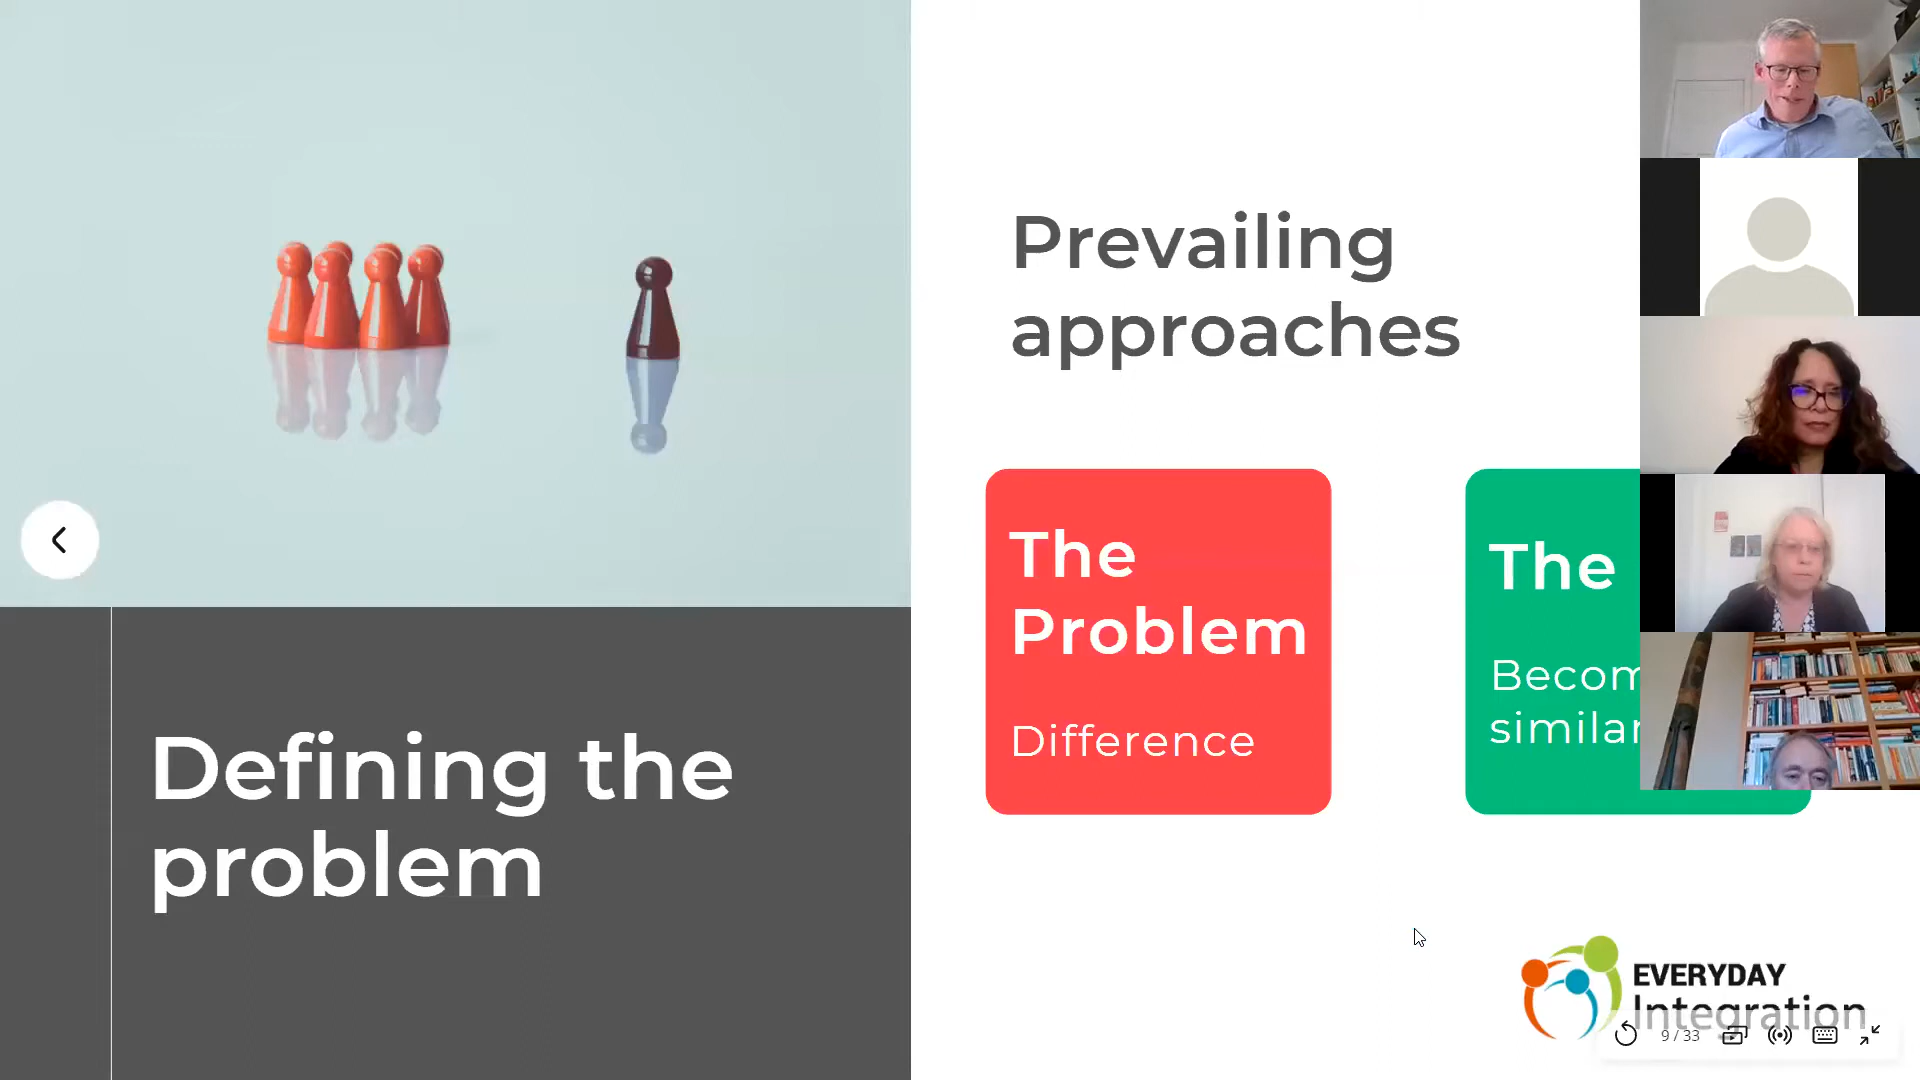 Prevailing
approaches
The
Problem
Difference
The
Becom
similar
Defining the
problem
EVERYDAY
Integration
9 / 33